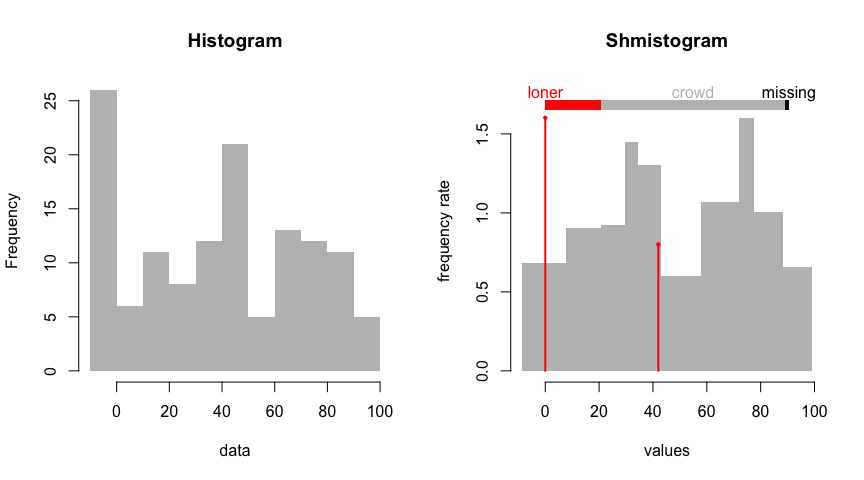 Histogram
Frequency
0
5
10
15
20
25
0 20 40 60 80 100
data
Shmistogram
loner crowd missing
frequency rate
0.0
0.5
1.0
1.5
0 20 40 60 80 100
values